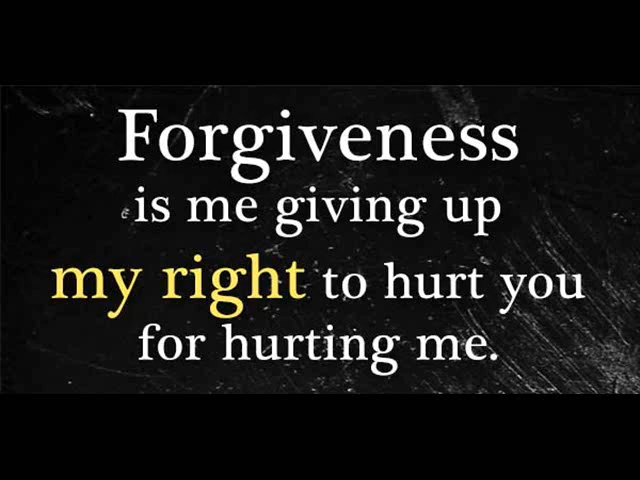 Forgiveness
is me giving up
my right to hurt you
for hurting me.